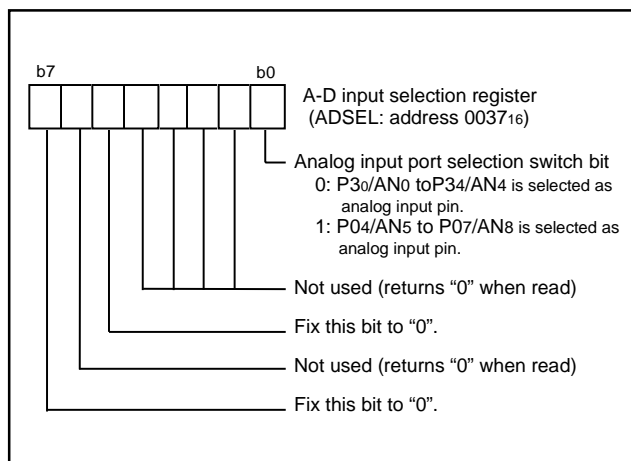 b7 b0
A-D input selection register
(ADSEL: address 003716)
Analog input port selection switch bit
0: P30/AN0 toP34/AN4 is selected as
analog input pin.
1: P04/AN5 to P07/AN8 is selected as
analog input pin.
Not used (returns “0” when read)
Fix this bit to “0”.
Not used (returns “0” when read)
Fix this bit to “0”.